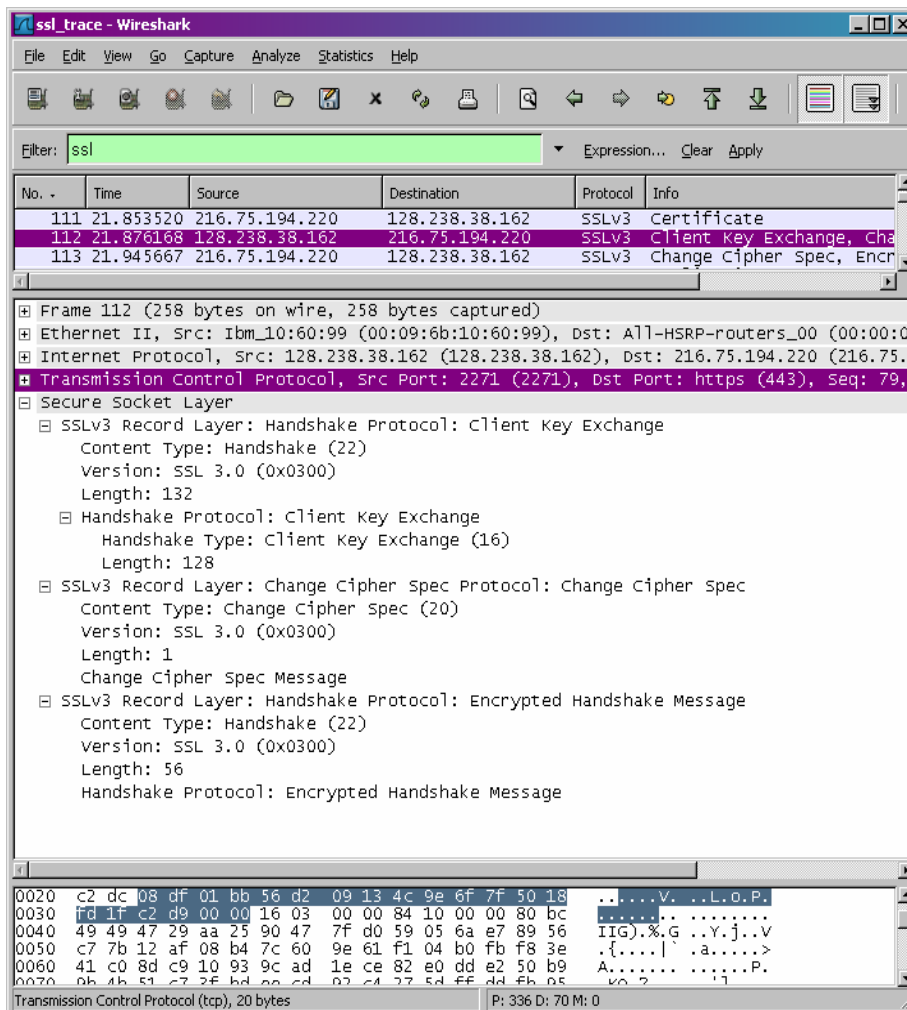 ssl_trace - Wireshark
File Edit View Go Capture Analyze Statistics Help
Filter: ssl Expression... Clear Apply
No. Time Source Destination Protocol Info
111 21.853520 216.75.194.220 128.238.38.162 SSLv3 Certificate
112 21.876168 128.238.38.162 216.75.194.220 SSLv3 Client Key Exchange, Cha
113 21.945667 216.75.194.220 128.238.38.162 SSLv3 Change Cipher Spec, Encr
Frame 112 (258 bytes on wire, 258 bytes captured)
Ethernet II, Src: Ibm_10:60:99 (00:09:6b:10:60:99), Dst: All-HSRP-routers_00 (00:00:0
Internet Protocol, Src: 128.238.38.162 (128.238.38.162), Dst: 216.75.194.220 (216.75.
Transmission Control Protocol, Src Port: 2271 (2271), Dst Port: https (443), Seq: 79,
Secure Socket Layer
SSLv3 Record Layer: Handshake Protocol: Client Key Exchange
Content Type: Handshake (22)
Version: SSL 3.0 (0x0300)
Length: 132
Handshake Protocol: Client Key Exchange
Handshake Type: Client Key Exchange (16)
Length: 128
SSLv3 Record Layer: Change Cipher Spec Protocol: Change Cipher Spec
Content Type: Change Cipher Spec (20)
Version: SSL 3.0 (0x0300)
Length: 1
Change Cipher Spec Message
SSLv3 Record Layer: Handshake Protocol: Encrypted Handshake Message
Content Type: Handshake (22)
Version: SSL 3.0 (0x0300)
Length: 56
Handshake Protocol: Encrypted Handshake Message
0020 c2 dc 08 df 01 bb 56 d2 09 13 4c 9e 6f 7f 50 18 ......V. ..L.o.P.
0030 fd 1f c2 d9 00 00 16 03 00 00 84 10 00 00 80 bc ........ ........
0040 49 49 47 29 aa 25 90 47 7f d0 59 05 6a e7 89 56 IIG).%.G ..Y.j..V
0050 c7 7b 12 af 08 b4 7c 60 9e 61 f1 04 b0 fb f8 3e .{....|` .a.....>
0060 41 c0 8d c9 10 93 9c ad 1e ce 82 e0 dd e2 50 b9 A....... ......P.
Transmission Control Protocol (tcp), 20 bytes P: 336 D: 70 M: 0